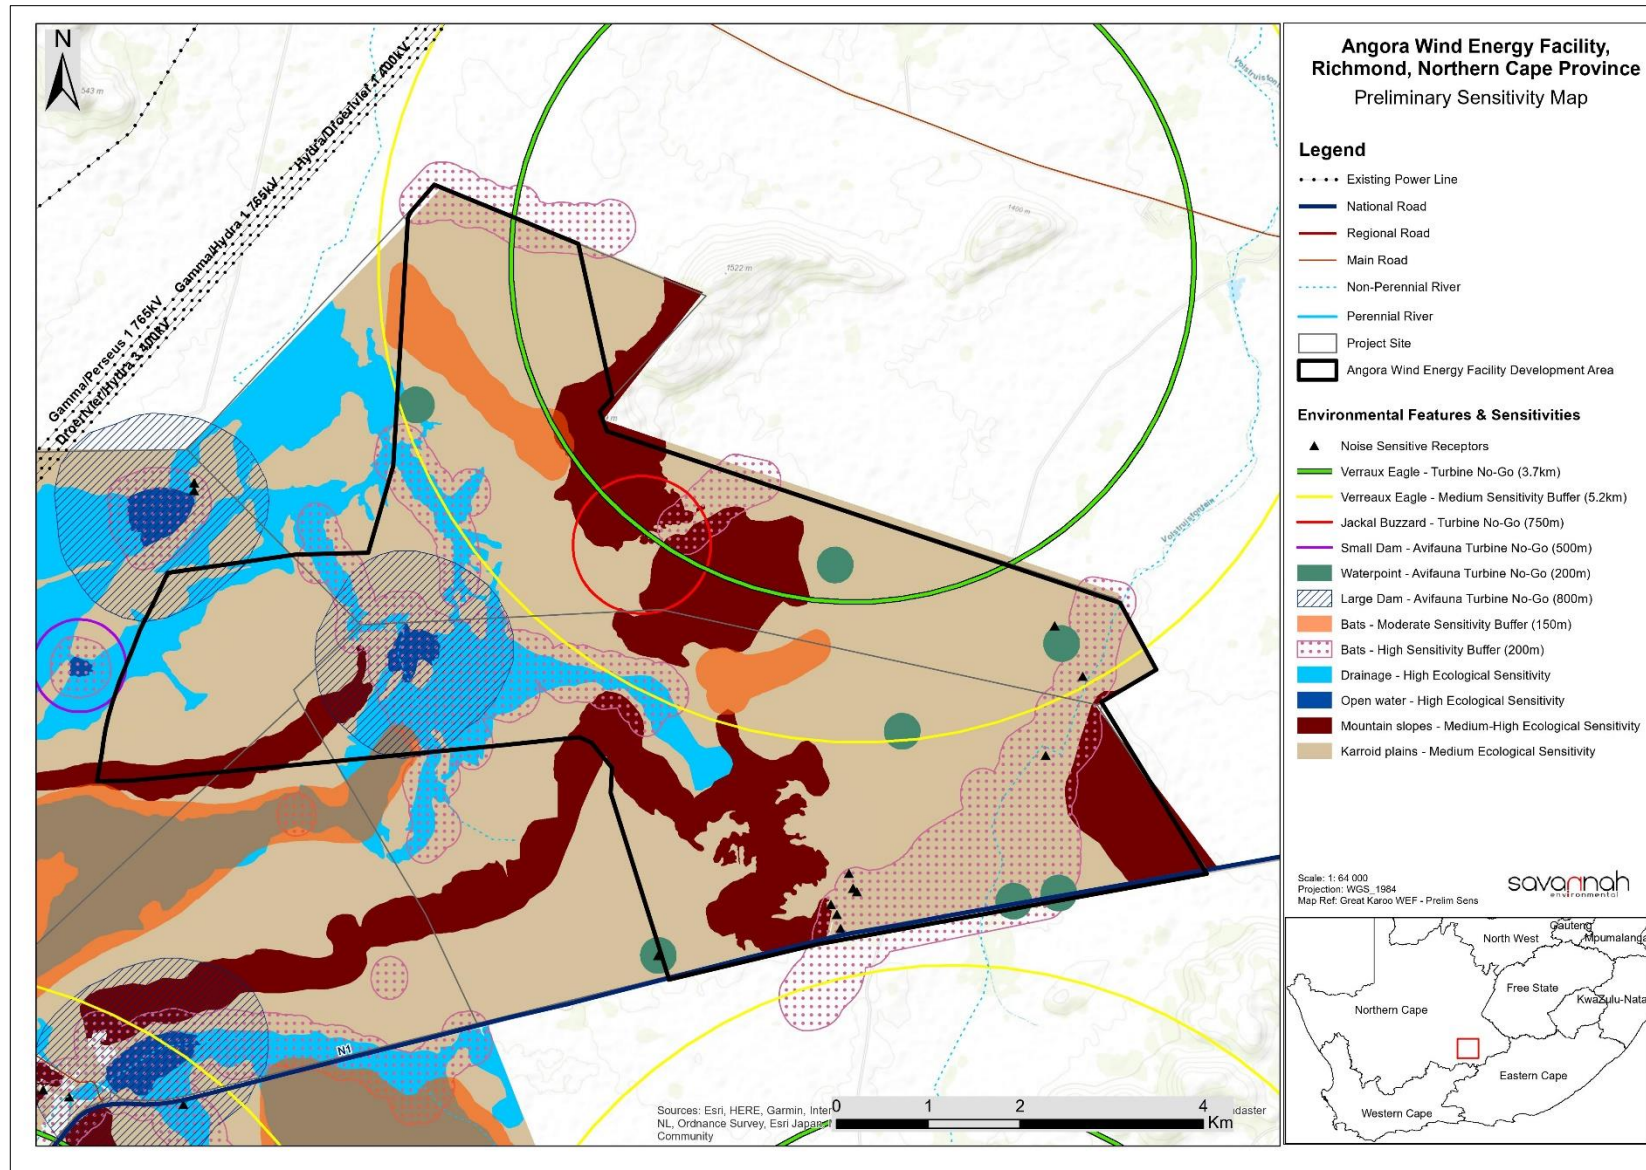 Angora Wind Energy Facility,
Richmond, Northern Cape Province
Preliminary Sensitivity Map
Legend
Existing Power Line
National Road
Regional Road
Main Road
Non-Perennial River
Perennial River
Project Site
Angora Wind Energy Facility Development Area
Environmental Features & Sensitivities
Noise Sensitive Receptors
Verraux Eagle - Turbine No-Go (3.7km)
Verreaux Eagle - Medium Sensitivity Buffer (5.2km)
Jackal Buzzard - Turbine No-Go (750m)
Small Dam - Avifauna Turbine No-Go (500m)
Waterpoint - Avifauna Turbine No-Go (200m)
Large Dam - Avifauna Turbine No-Go (800m)
Bats - Moderate Sensitivity Buffer (150m)
Bats - High Sensitivity Buffer (200m)
Drainage - High Ecological Sensitivity
Open water - High Ecological Sensitivity
Mountain slopes - Medium-High Ecological Sensitivity
Karroid plains - Medium Ecological Sensitivity
Scale: 1: 64 000
Projection: WGS_1984
Map Ref: Great Karoo WEF - Prelim Sens
savannah
environmental
North West
Gauteng
Mpumalanga
Free State
KwaZulu-Nata
Northern Cape
Eastern Cape
Western Cape
N
543 m
Hydra/Droerivier 1 400kV
Gamma/Hydra 1 765kV
Gamma/Perseus 1 765kV
Droerivier/Hydra 3 400kV
1400 m
1522 m
N1
Sources: Esri, HERE, Garmin, Inter
NL, Ordnance Survey, Esri Japan
Community
0 1 2 4
Km